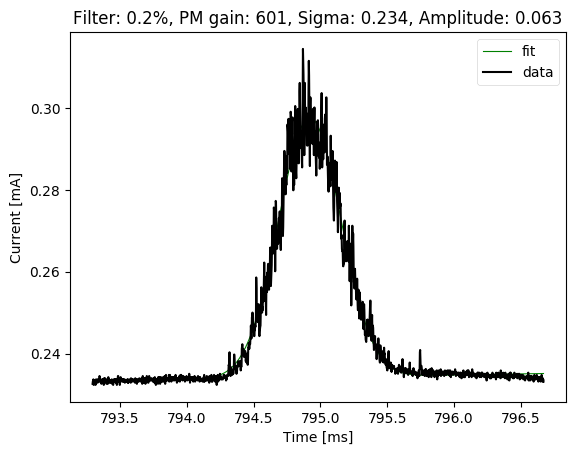 Filter: 0.2%, PM gain: 601, Sigma: 0.234, Amplitude: 0.063
fit
data
Current [mA]
0.30
0.28
0.26
0.24
793.5 794.0 794.5 795.0 795.5 796.0 796.5
Time [ms]